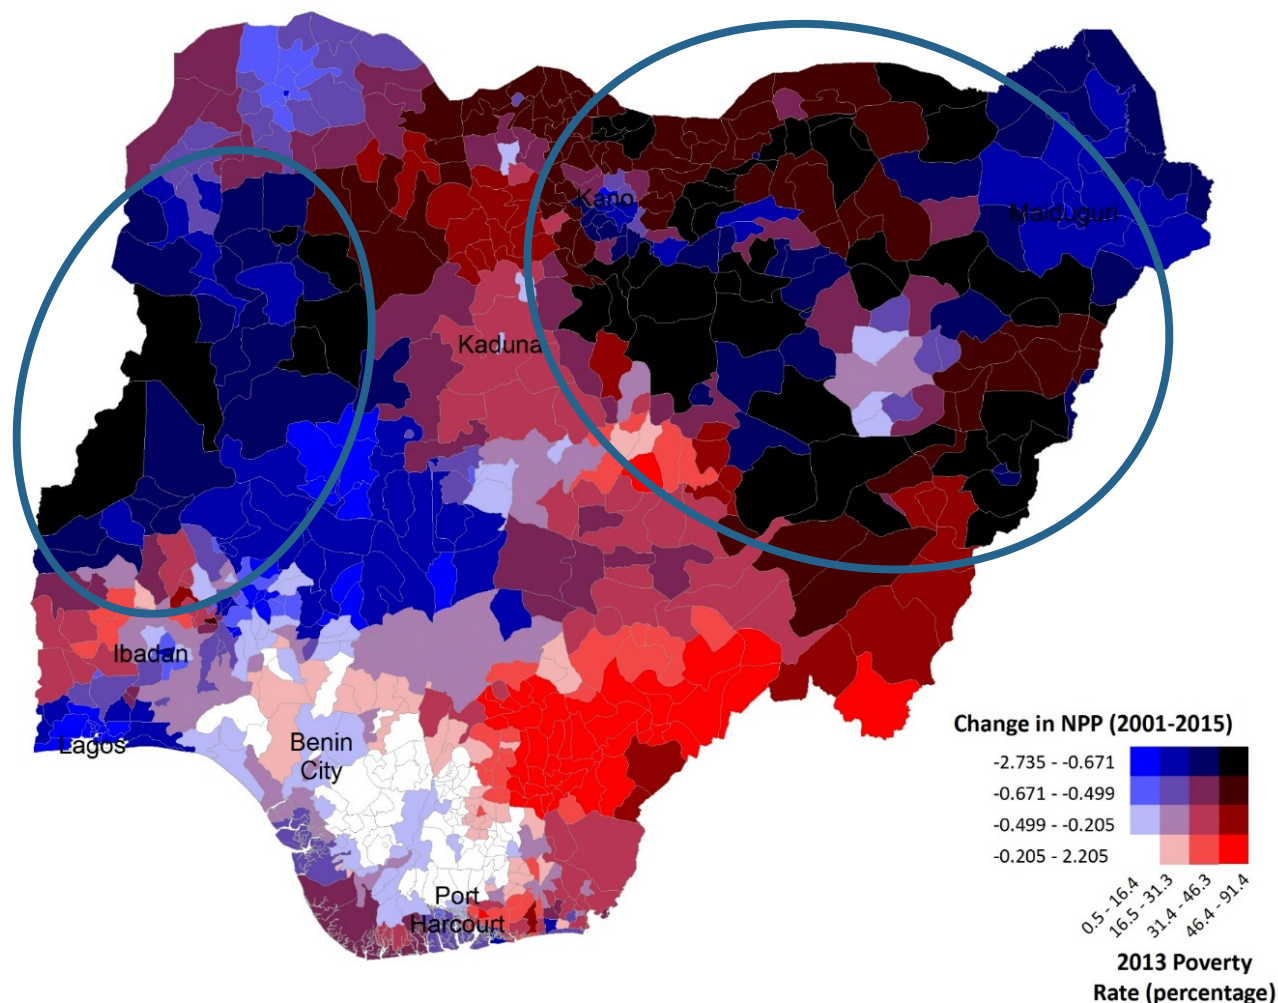 Kano
Maiduguri
Kaduna
Ibadan
Lagos
Benin
City
Port
Harcourt
Change in NPP (2001-2015)
-2.735 - -0.671
-0.671 - -0.499
-0.499 - -0.205
-0.205 - 2.205
0.5 - 16.4
16.5 - 31.3
31.4 - 46.3
46.4 - 91.4
2013 Poverty
Rate (percentage)